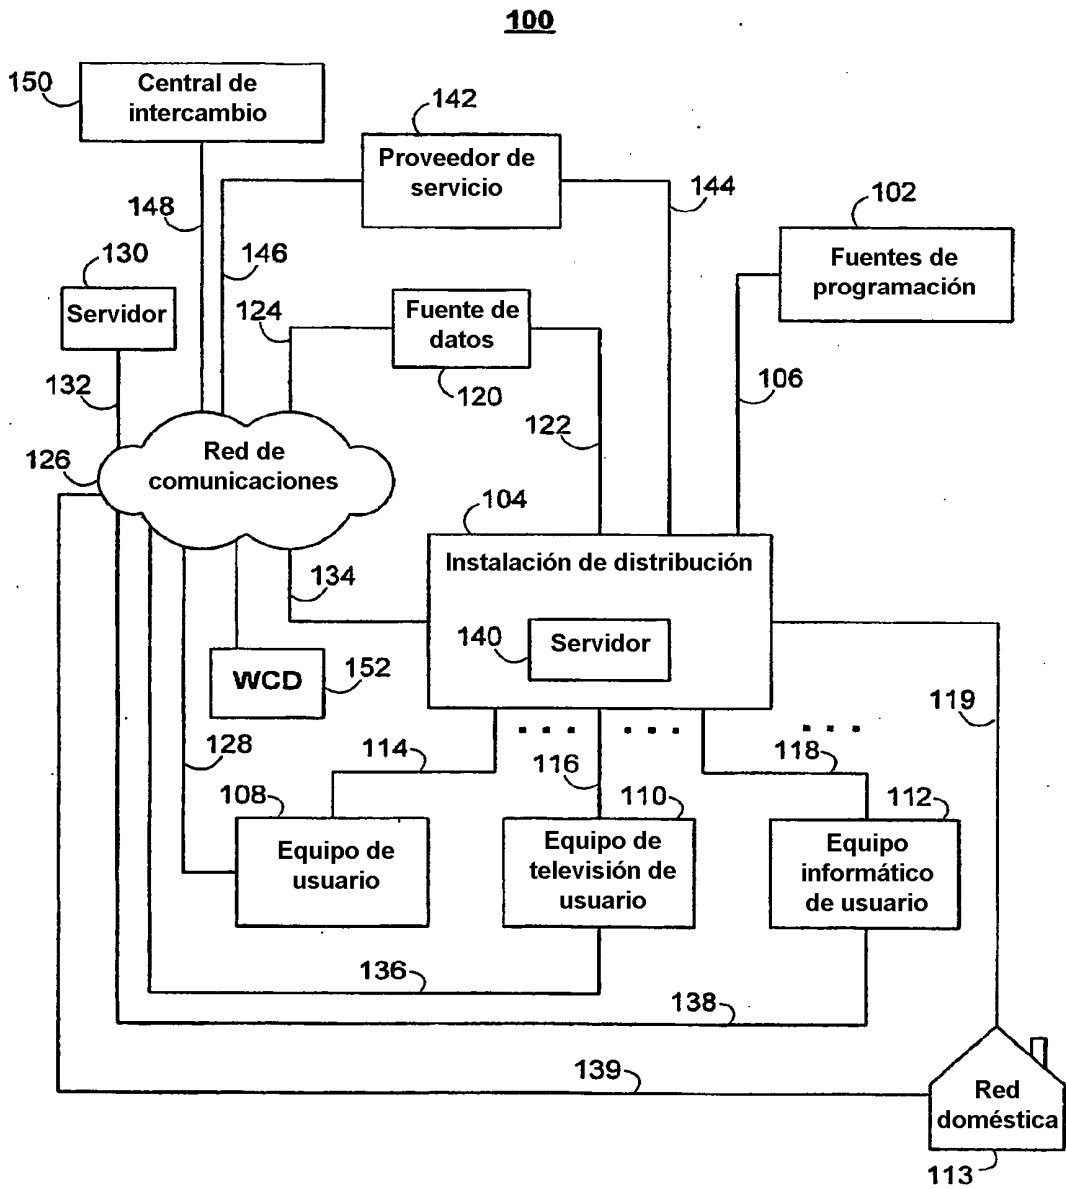 100
150
Central de
intercambio
142
Proveedor de
servicio
144
102
Fuentes de
programación
148
130
Servidor
146
124
Fuente de
datos
120
132
106
122
126
Red de
comunicaciones
104
Instalación de distribución
134
140
Servidor
WCD
152
119
128
114
116
118
108
110
112
Equipo de
usuario
Equipo de
televisión de
usuario
Equipo
informático
de usuario
136
138
139
Red
doméstica
113